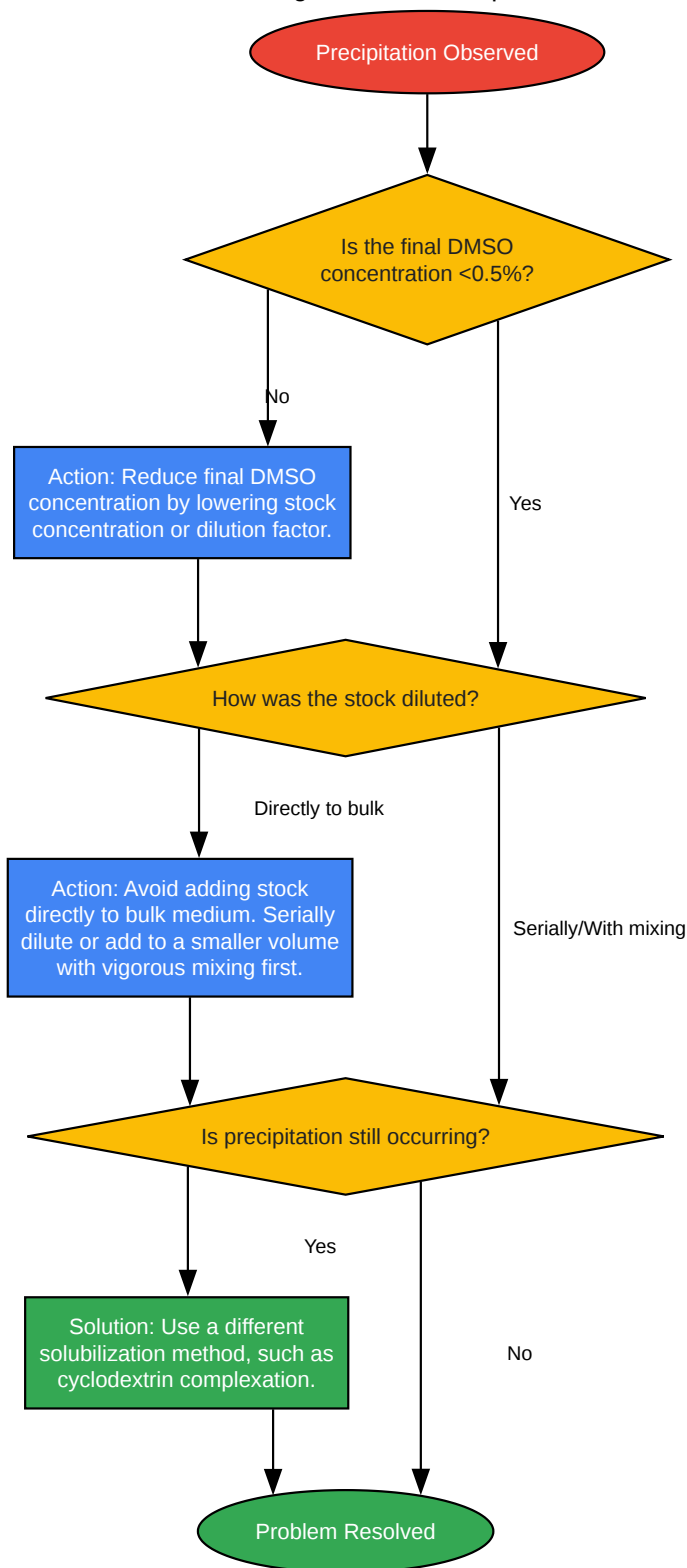 Precipitation Observed
Is the final DMSO
concentration <0.5%?
No
Action: Reduce final DMSO
concentration by lowering stock
concentration or dilution factor.
Yes
How was the stock diluted?
Directly to bulk
Action: Avoid adding stock
directly to bulk medium. Serially
dilute or add to a smaller volume
with vigorous mixing first.
Serially/With mixing
Is precipitation still occurring?
Yes
Solution: Use a different
solubilization method, such as
cyclodextrin complexation.
No
Problem Resolved